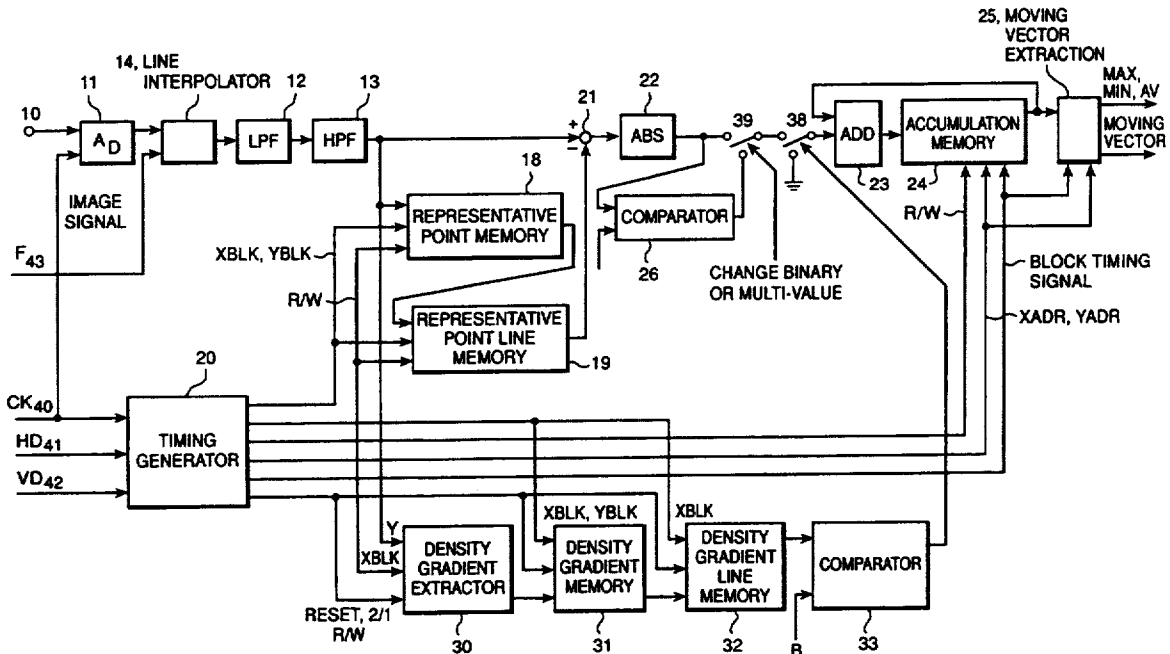 25, MOVING
VECTOR
EXTRACTION
14, LINE
INTERPOLATOR
MAX,
MIN, AV
MOVING
VECTOR
10
11
12
13
21
22
39
38
A D
LPF
HPF
+
−
ABS
ADD
ACCUMULATION
MEMORY
23
24
IMAGE
SIGNAL
18
REPRESENTATIVE
POINT MEMORY
COMPARATOR
26
R/W
F43
XBLK, YBLK
R/W
CHANGE BINARY
OR MULTI-VALUE
BLOCK TIMING
SIGNAL
REPRESENTATIVE
POINT LINE
MEMORY
19
XADR, YADR
20
CK40
HD41
VD42
TIMING
GENERATOR
Y
XBLK
XBLK, YBLK
XBLK
DENSITY
GRADIENT
EXTRACTOR
DENSITY
GRADIENT
MEMORY
DENSITY
GRADIENT
LINE
MEMORY
COMPARATOR
RESET, 2/1
R/W
30
31
32
33
B